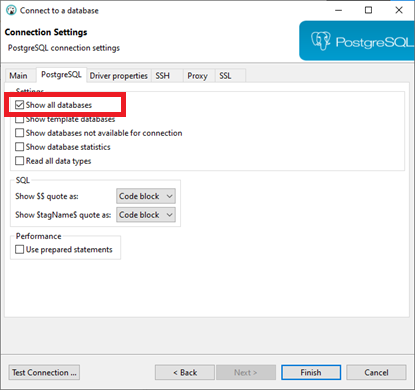 Connect to a database
Connection Settings
PostgreSQL connection settings
PostgreSQL
Main PostgreSQL Driver properties SSH Proxy SSL
Settings
Show all databases
Show template databases
Show databases not available for connection
Show database statistics
Read all data types
SQL
Show $$ quote as: Code block
Show $tagName$ quote as: Code block
Performance
Use prepared statements
Test Connection ... < Back Next > Finish Cancel